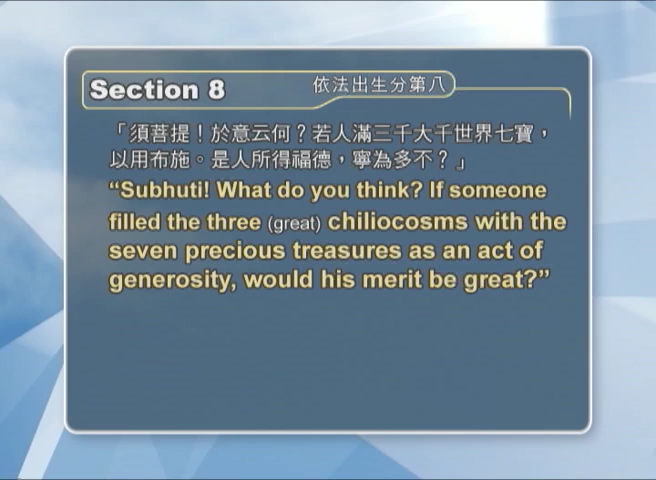 Section 8
依法出生分第八
「須菩提！於意云何？若人滿三千大千世界七寶，
以用布施。是人所得福德，寧為多不？」
“Subhuti! What do you think? If someone
filled the three (great) chiliocosms with the
seven precious treasures as an act of
generosity, would his merit be great?”